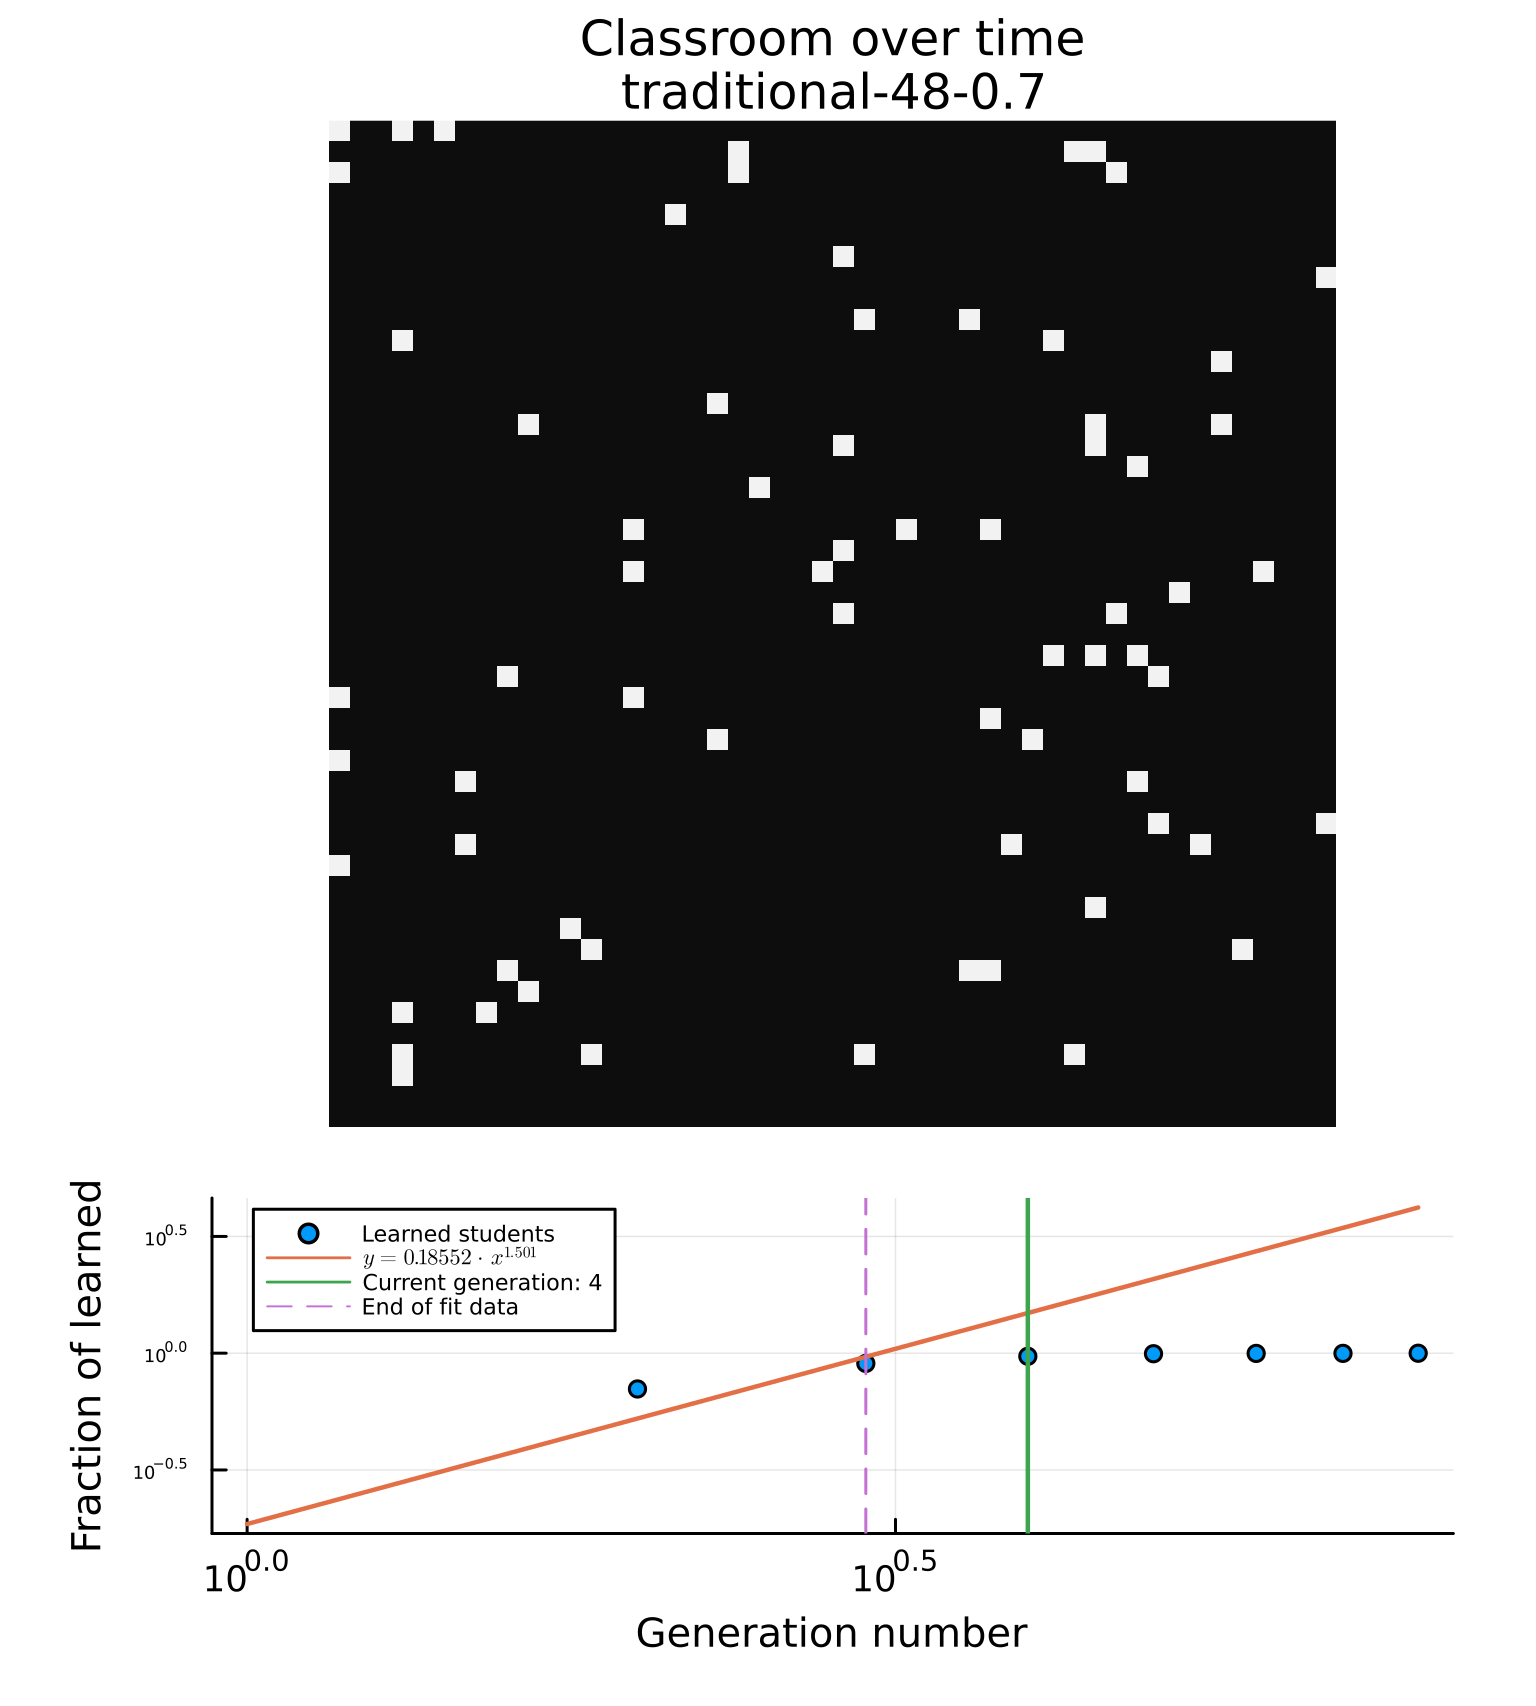 Classroom over time
traditional-48-0.7
Fraction of learned
10^0.5
10^0.0
10^−0.5
Learned students
y = 0.18552 · x^1.501
Current generation: 4
End of fit data
10^0.0
10^0.5
Generation number